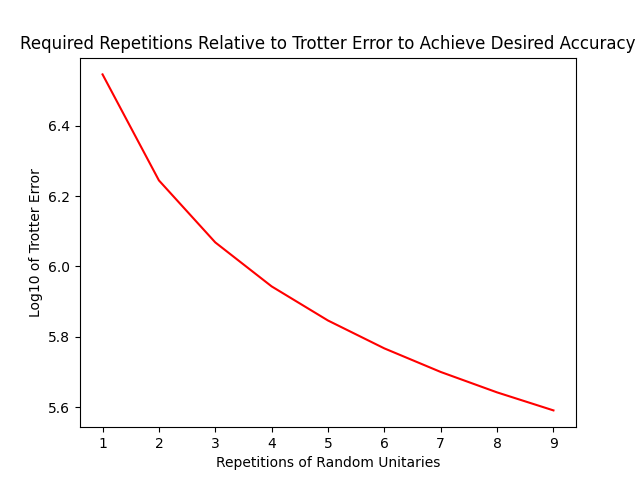 Required Repetitions Relative to Trotter Error to Achieve Desired Accuracy
Log10 of Trotter Error
6.4
6.2
6.0
5.8
5.6
1 2 3 4 5 6 7 8 9
Repetitions of Random Unitaries